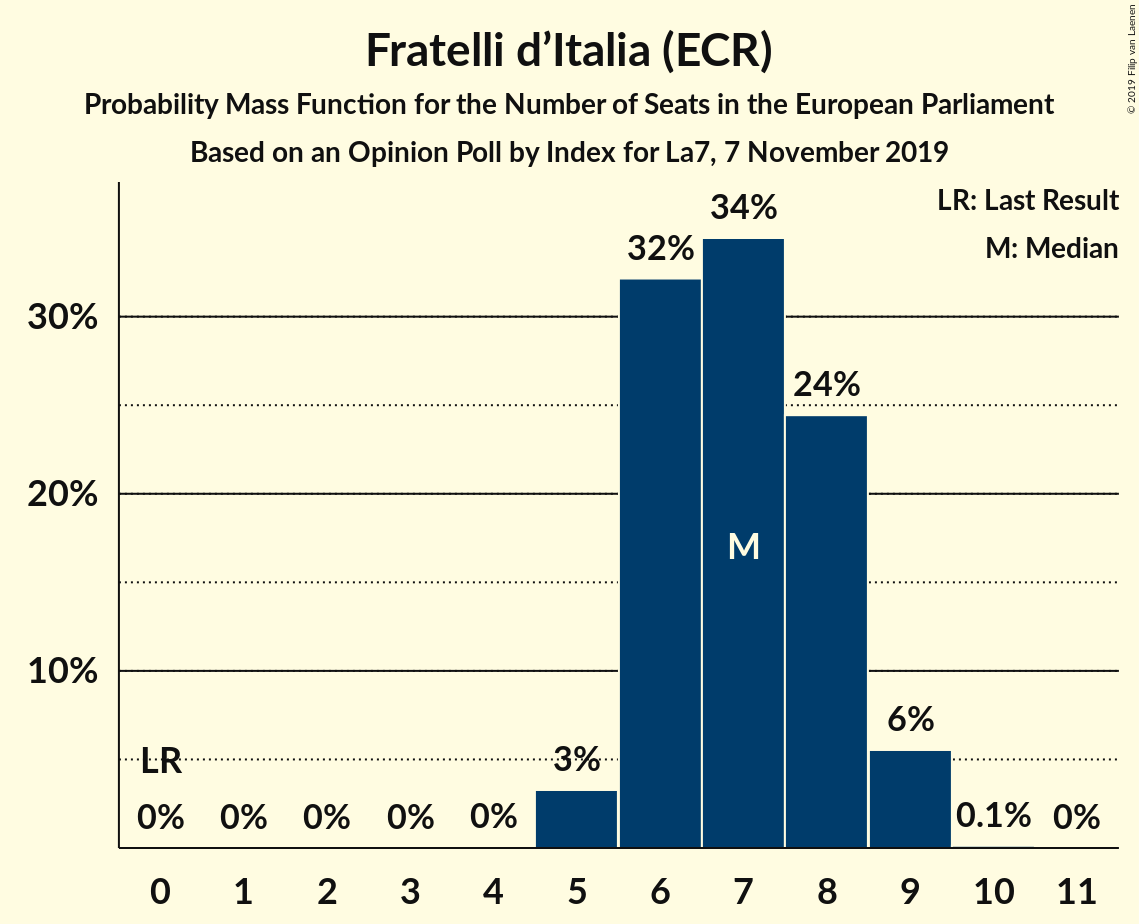 Fratelli d’Italia (ECR)
Probability Mass Function for the Number of Seats in the European Parliament
Based on an Opinion Poll by Index for La7, 7 November 2019
© 2019 Filip van Laenen
LR: Last Result
M: Median
34%
32%
30%
24%
20%
M
10%
6%
LR
3%
0% 0% 0% 0% 0% 0.1% 0%
0 1 2 3 4 5 6 7 8 9 10 11